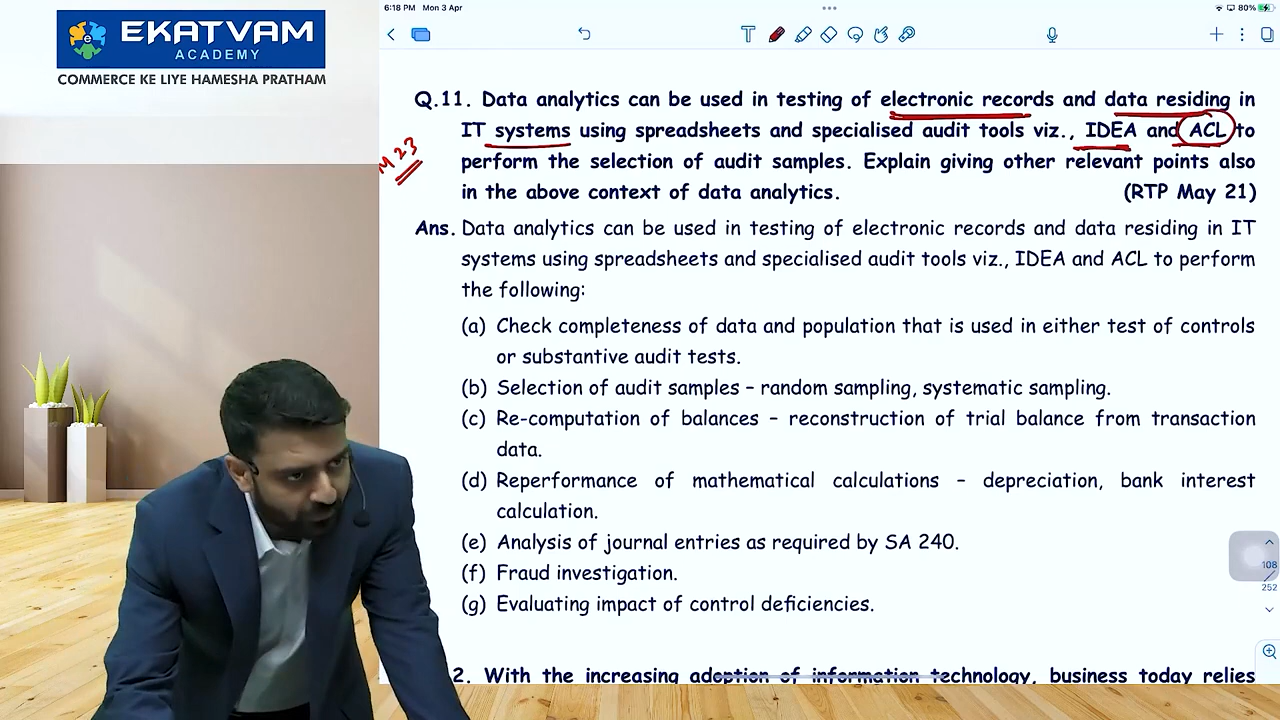 EKATVAM
ACADEMY
COMMERCE KE LIYE HAMESHA PRATHAM
6:18 PM Mon 3 Apr
80%
Q.11. Data analytics can be used in testing of electronic records and data residing in
IT systems using spreadsheets and specialised audit tools viz., IDEA and ACL to
M23
perform the selection of audit samples. Explain giving other relevant points also
in the above context of data analytics. (RTP May 21)
Ans. Data analytics can be used in testing of electronic records and data residing in IT
systems using spreadsheets and specialised audit tools viz., IDEA and ACL to perform
the following:
(a) Check completeness of data and population that is used in either test of controls
or substantive audit tests.
(b) Selection of audit samples – random sampling, systematic sampling.
(c) Re-computation of balances – reconstruction of trial balance from transaction
data.
(d) Reperformance of mathematical calculations – depreciation, bank interest
calculation.
(e) Analysis of journal entries as required by SA 240.
(f) Fraud investigation.
(g) Evaluating impact of control deficiencies.
108
252
2. With the increasing adoption of information technology, business today relies